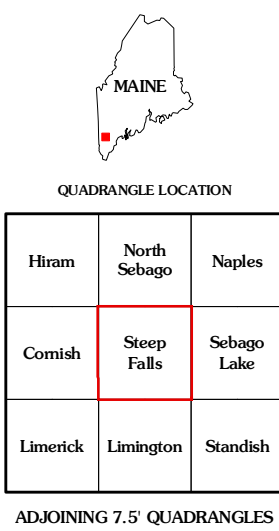 MAINE
QUADRANGLE LOCATION
Hiram
North
Sebago
Naples
Cornish
Steep
Falls
Sebago
Lake
Limerick
Limington
Standish
ADJOINING 7.5' QUADRANGLES